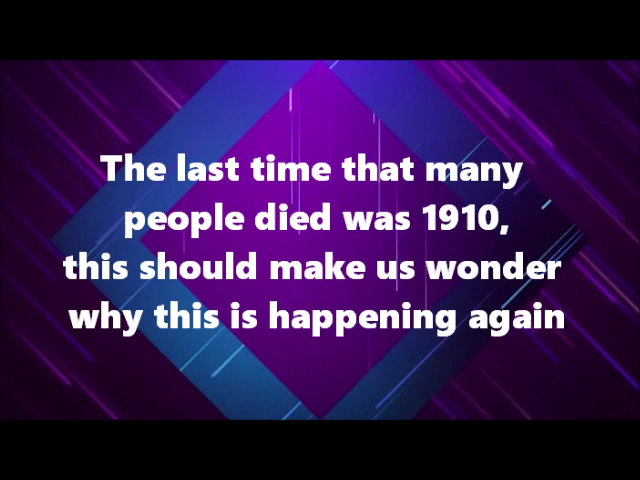 The last time that many
people died was 1910,
this should make us wonder
why this is happening again